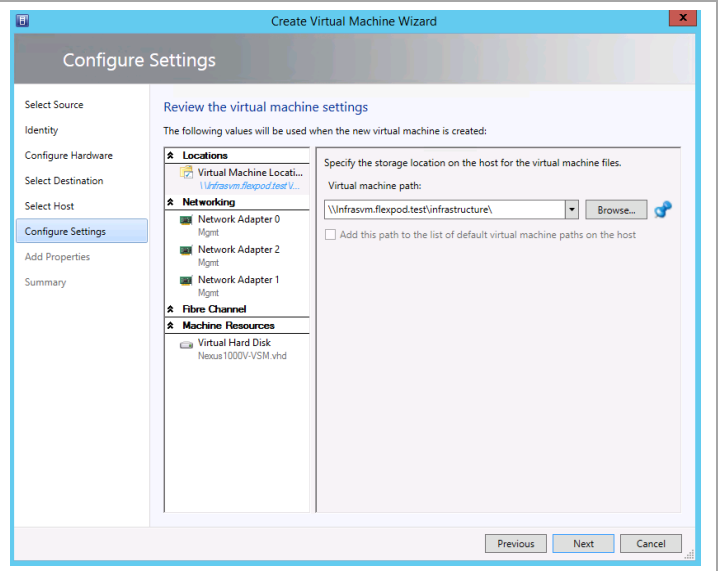 Create Virtual Machine Wizard
x
Configure Settings
Select Source
Identity
Configure Hardware
Select Destination
Select Host
Configure Settings
Add Properties
Summary
Review the virtual machine settings
The following values will be used when the new virtual machine is created:
Locations
Virtual Machine Locati...
\\Infrasvm.flexpod.test\I...
Networking
Network Adapter 0
Mgmt
Network Adapter 2
Mgmt
Network Adapter 1
Mgmt
Fibre Channel
Machine Resources
Virtual Hard Disk
Nexus1000V-VSM.vhd
Specify the storage location on the host for the virtual machine files.
Virtual machine path:
\\Infrasvm.flexpod.test\infrastructure\
Browse...
Add this path to the list of default virtual machine paths on the host
Previous
Next
Cancel